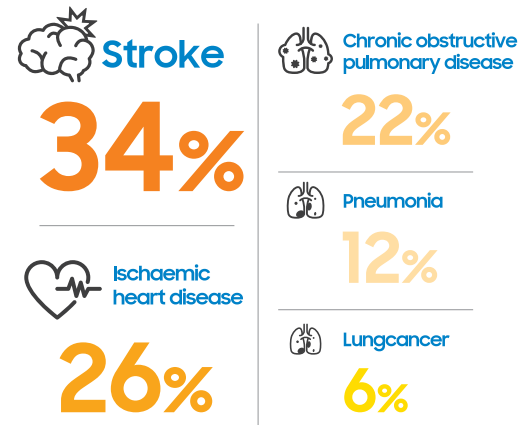 Stroke
34%
Ischaemic
heart disease
26%
Chronic obstructive
pulmonary disease
22%
Pneumonia
12%
Lungcancer
6%